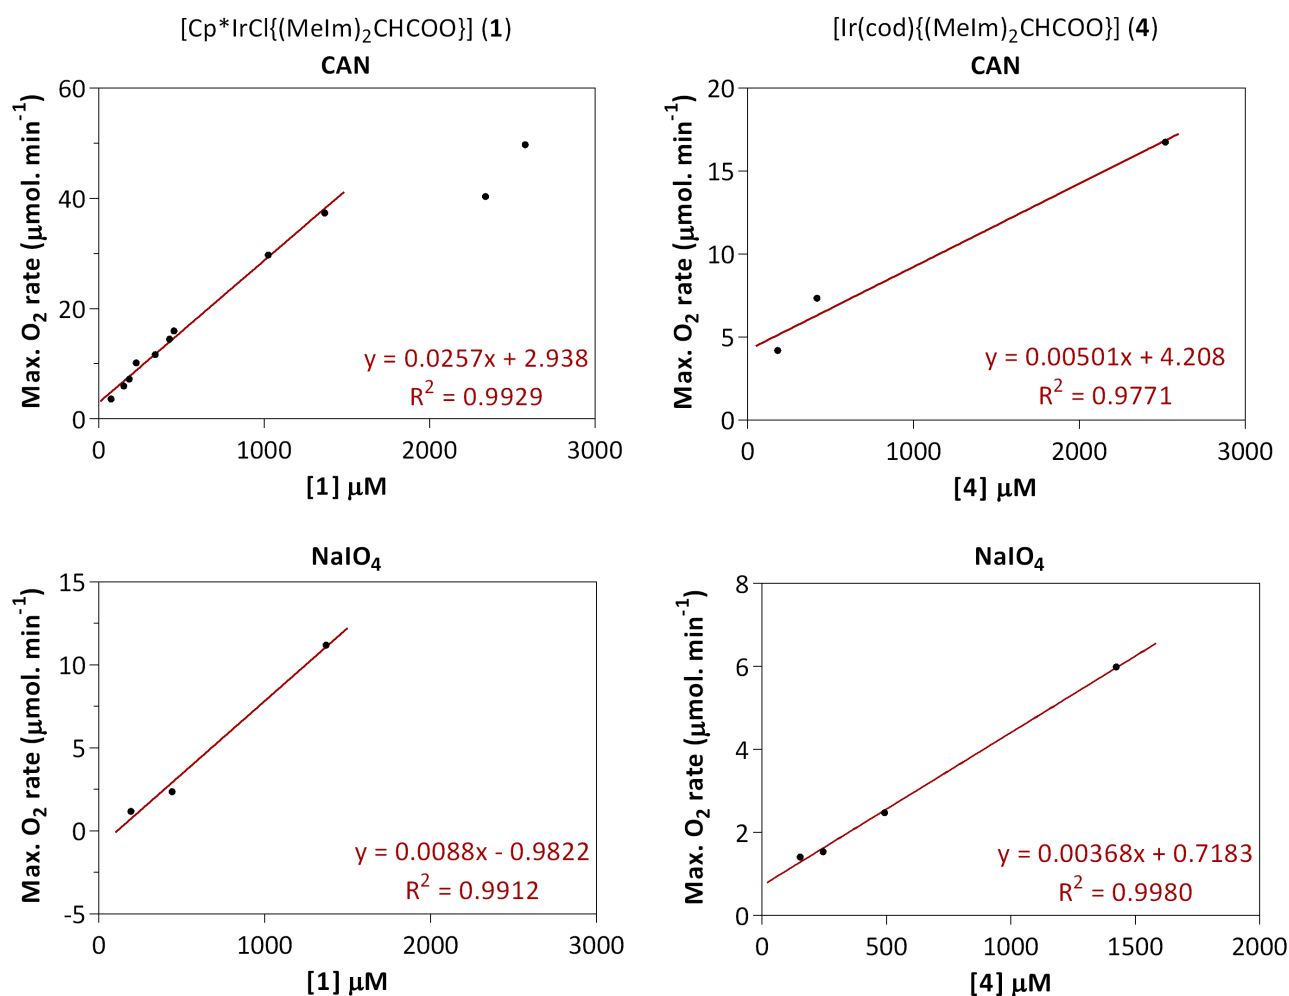 [Cp*IrCl{(MeIm)₂CHCOO}] (1)
CAN
Max. O₂ rate (μmol. min⁻¹)
60
40
20
0
y = 0.0257x + 2.938
R² = 0.9929
0 1000 2000 3000
[1] μM
[Ir(cod){(MeIm)₂CHCOO}] (4)
CAN
Max. O₂ rate (μmol. min⁻¹)
20
15
10
5
0
y = 0.00501x + 4.208
R² = 0.9771
0 1000 2000 3000
[4] μM
NaIO₄
Max. O₂ rate (μmol. min⁻¹)
15
10
5
0
-5
y = 0.0088x - 0.9822
R² = 0.9912
0 1000 2000 3000
[1] μM
NaIO₄
Max. O₂ rate (μmol. min⁻¹)
8
6
4
2
0
y = 0.00368x + 0.7183
R² = 0.9980
0 500 1000 1500 2000
[4] μM